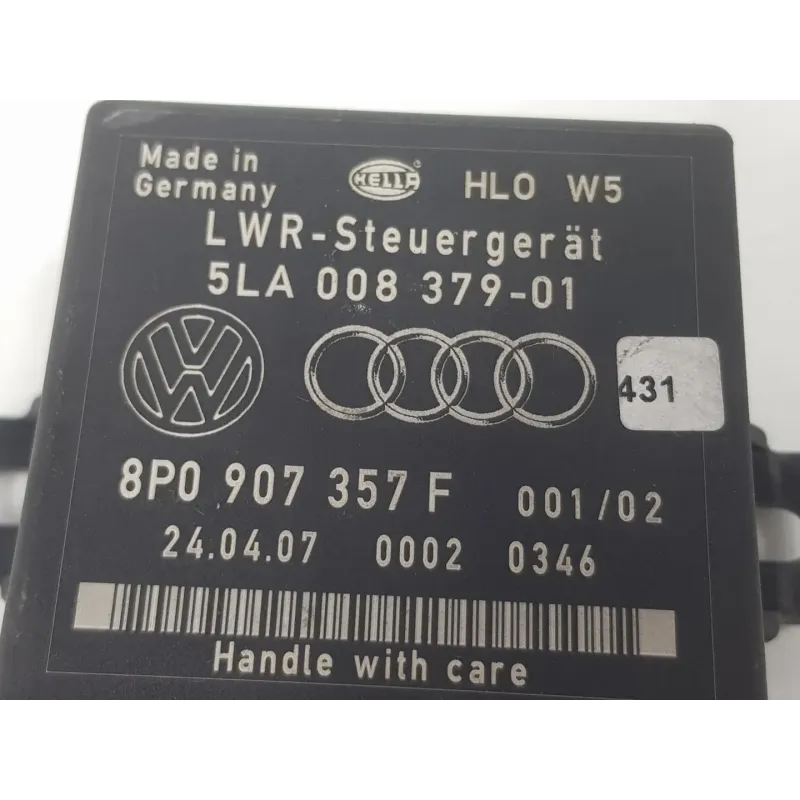 Made in
Germany
HELLA
®
HLO W5
LWR-Steuergerät
5LA 008 379-01
431
8P0 907 357 F 001/02
24.04.07 0002 0346
Handle with care